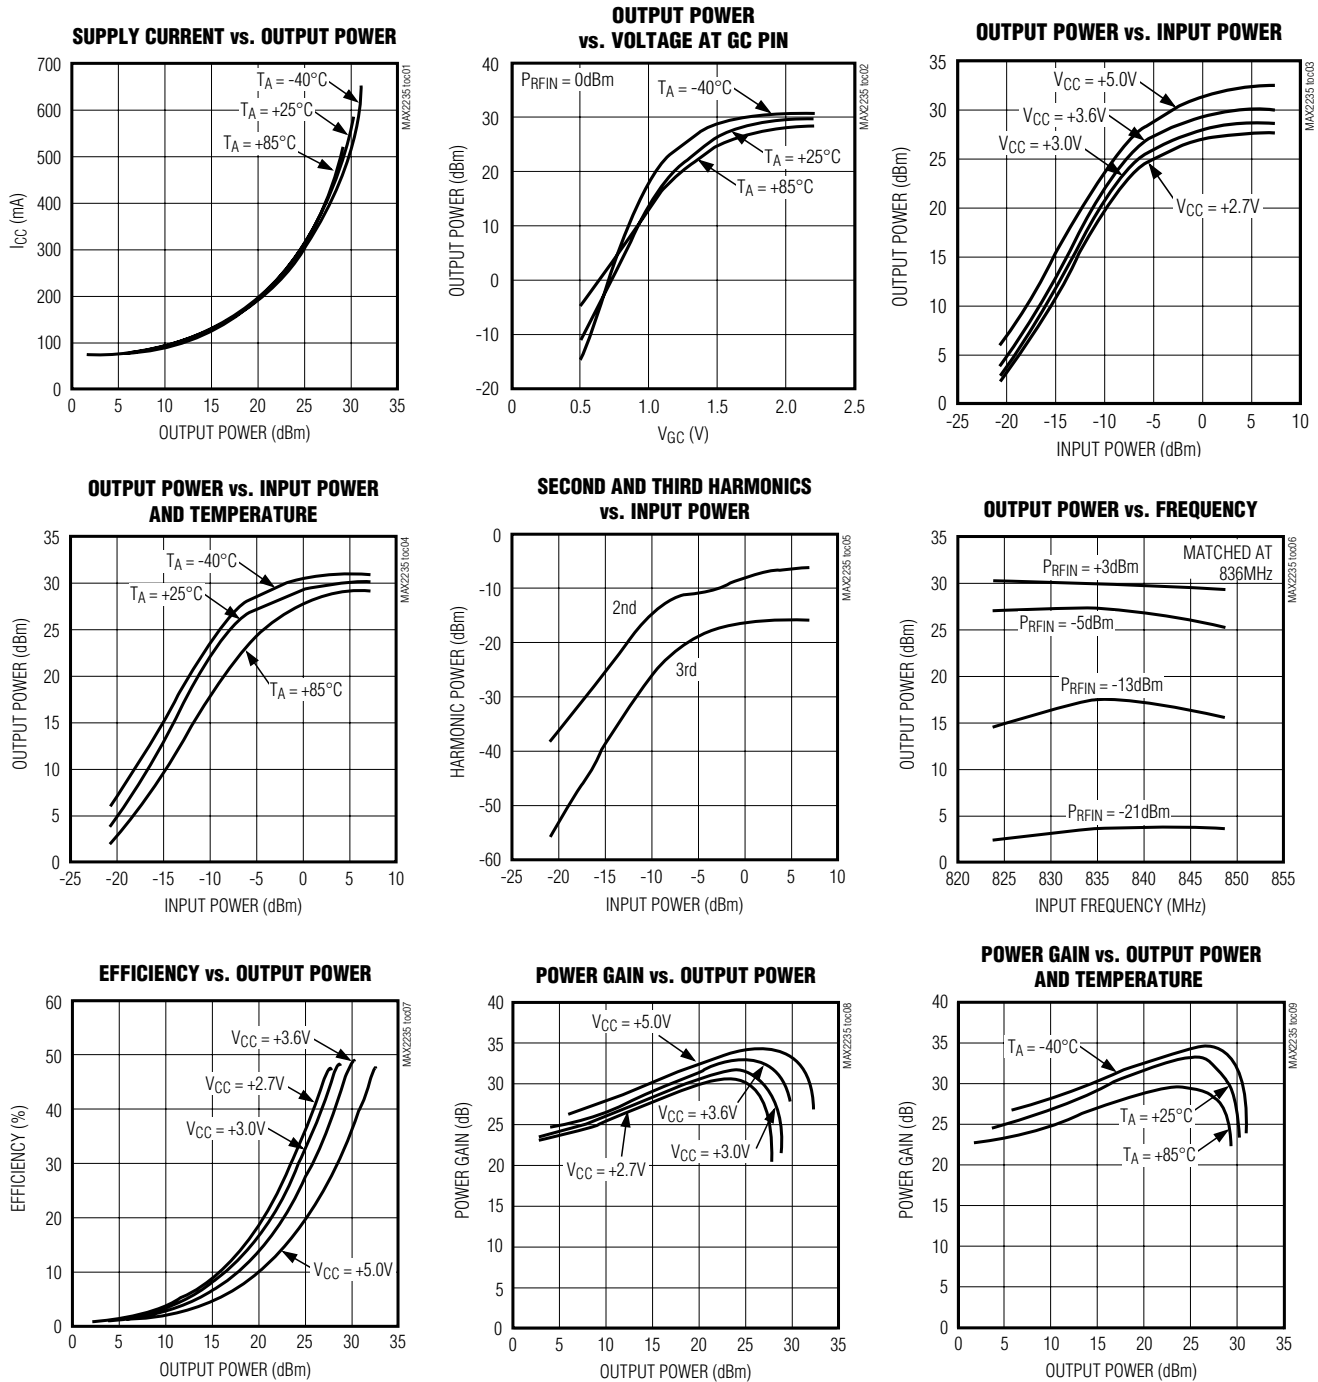 SUPPLY CURRENT vs. OUTPUT POWER
MAX2235 toc01
700
600
500
400
300
200
100
0
ICC (mA)
TA = -40°C
TA = +25°C
TA = +85°C
0 5 10 15 20 25 30 35
OUTPUT POWER (dBm)
OUTPUT POWER
vs. VOLTAGE AT GC PIN
MAX2235 toc02
40
30
20
10
0
-10
-20
OUTPUT POWER (dBm)
PRFIN = 0dBm
TA = -40°C
TA = +25°C
TA = +85°C
0 0.5 1.0 1.5 2.0 2.5
VGC (V)
OUTPUT POWER vs. INPUT POWER
MAX2235 toc03
35
30
25
20
15
10
5
0
OUTPUT POWER (dBm)
VCC = +5.0V
VCC = +3.6V
VCC = +3.0V
VCC = +2.7V
-25 -20 -15 -10 -5 0 5 10
INPUT POWER (dBm)
OUTPUT POWER vs. INPUT POWER
AND TEMPERATURE
MAX2235 toc04
35
30
25
20
15
10
5
0
OUTPUT POWER (dBm)
TA = -40°C
TA = +25°C
TA = +85°C
-25 -20 -15 -10 -5 0 5 10
INPUT POWER (dBm)
SECOND AND THIRD HARMONICS
vs. INPUT POWER
MAX2235 toc05
0
-10
-20
-30
-40
-50
-60
HARMONIC POWER (dBm)
2nd
3rd
-25 -20 -15 -10 -5 0 5 10
INPUT POWER (dBm)
OUTPUT POWER vs. FREQUENCY
MAX2235 toc06
35
30
25
20
15
10
5
0
OUTPUT POWER (dBm)
MATCHED AT
836MHz
PRFIN = +3dBm
PRFIN = -5dBm
PRFIN = -13dBm
PRFIN = -21dBm
820 825 830 835 840 845 850 855
INPUT FREQUENCY (MHz)
EFFICIENCY vs. OUTPUT POWER
MAX2235 toc07
60
50
40
30
20
10
0
EFFICIENCY (%)
VCC = +3.6V
VCC = +2.7V
VCC = +3.0V
VCC = +5.0V
0 5 10 15 20 25 30 35
OUTPUT POWER (dBm)
POWER GAIN vs. OUTPUT POWER
MAX2235 toc08
40
35
30
25
20
15
10
5
0
POWER GAIN (dB)
VCC = +5.0V
VCC = +3.6V
VCC = +3.0V
VCC = +2.7V
0 5 10 15 20 25 30 35
OUTPUT POWER (dBm)
POWER GAIN vs. OUTPUT POWER
AND TEMPERATURE
MAX2235 toc09
40
35
30
25
20
15
10
5
0
POWER GAIN (dB)
TA = -40°C
TA = +25°C
TA = +85°C
0 5 10 15 20 25 30 35
OUTPUT POWER (dBm)